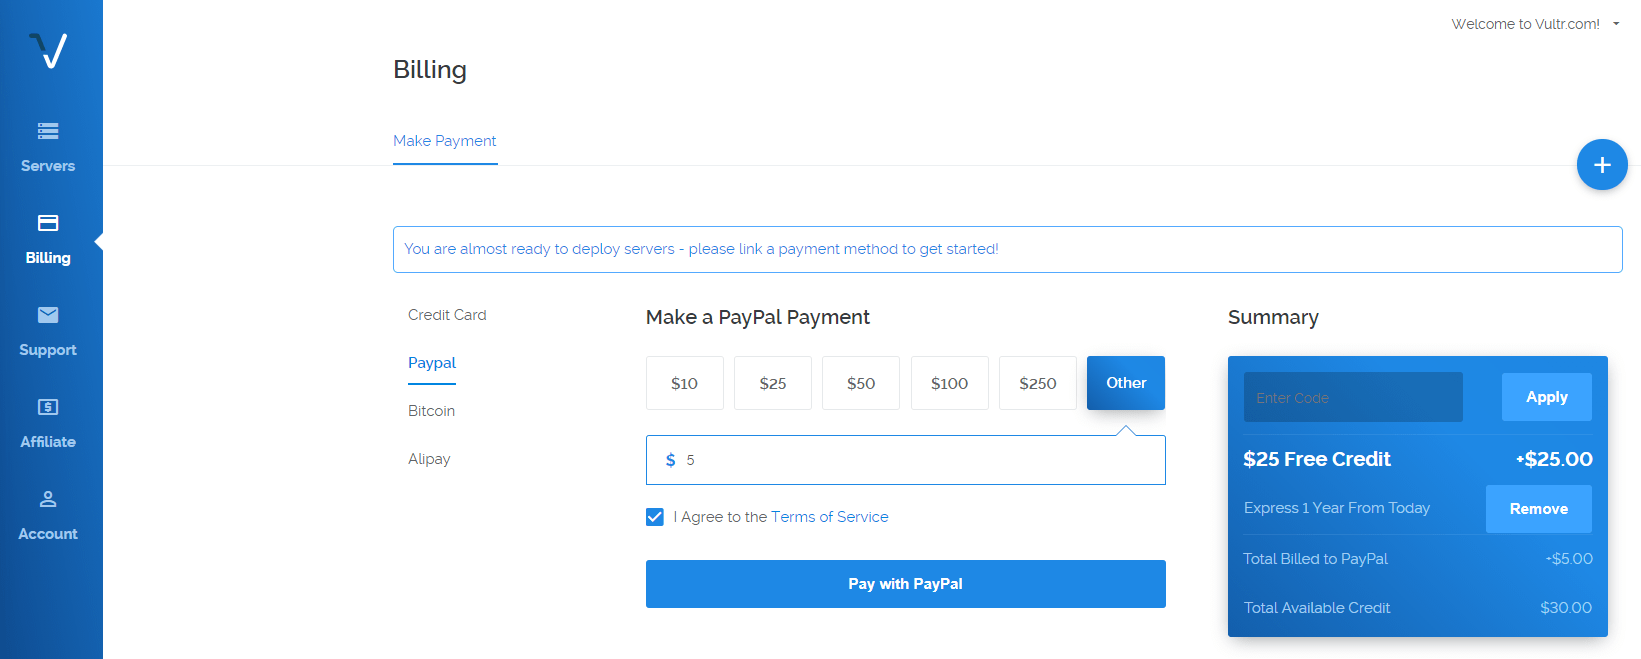 Welcome to Vultr.com!
Billing
Servers
Billing
Support
Affiliate
Account
Make Payment
You are almost ready to deploy servers - please link a payment method to get started!
Credit Card
Paypal
Bitcoin
Alipay
Make a PayPal Payment
$10 $25 $50 $100 $250 Other
$ 5
I Agree to the Terms of Service
Pay with PayPal
Summary
Enter Code Apply
$25 Free Credit +$25.00
Express 1 Year From Today Remove
Total Billed to PayPal +$5.00
Total Available Credit $30.00